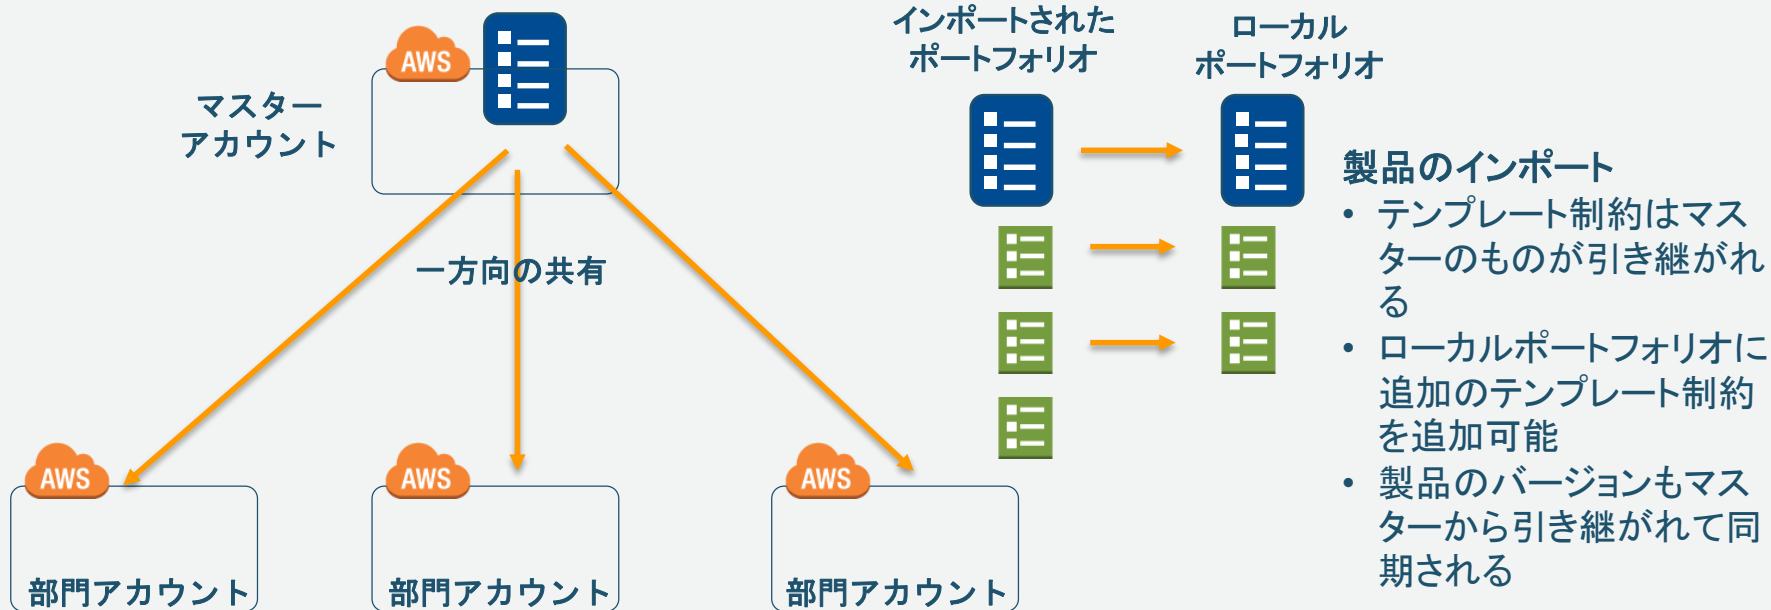 AWS
マスター
アカウント
一方向の共有
AWS
部門アカウント
AWS
部門アカウント
AWS
部門アカウント
インポートされた
ポートフォリオ
ローカル
ポートフォリオ
製品のインポート
• テンプレート制約はマス
ターのものが引き継がれ
る
• ローカルポートフォリオに
追加のテンプレート制約
を追加可能
• 製品のバージョンもマス
ターから引き継がれて同
期される